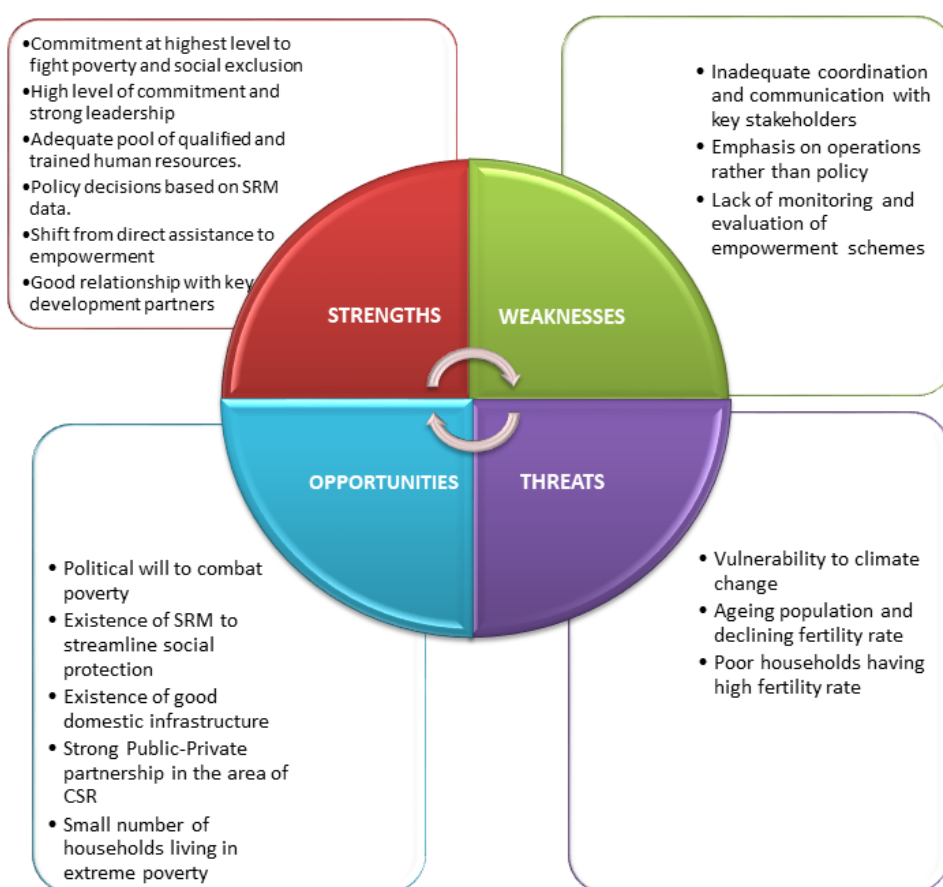 •Commitment at highest level to
fight poverty and social exclusion
•High level of commitment and
strong leadership
•Adequate pool of qualified and
trained human resources.
•Policy decisions based on SRM
data.
•Shift from direct assistance to
empowerment
•Good relationship with key
development partners
• Inadequate coordination
and communication with
key stakeholders
• Emphasis on operations
rather than policy
• Lack of monitoring and
evaluation of
empowerment schemes
STRENGTHS
WEAKNESSES
OPPORTUNITIES
THREATS
• Political will to combat
poverty
• Existence of SRM to
streamline social
protection
• Existence of good
domestic infrastructure
• Strong Public-Private
partnership in the area of
CSR
• Small number of
households living in
extreme poverty
• Vulnerability to climate
change
• Ageing population and
declining fertility rate
• Poor households having
high fertility rate